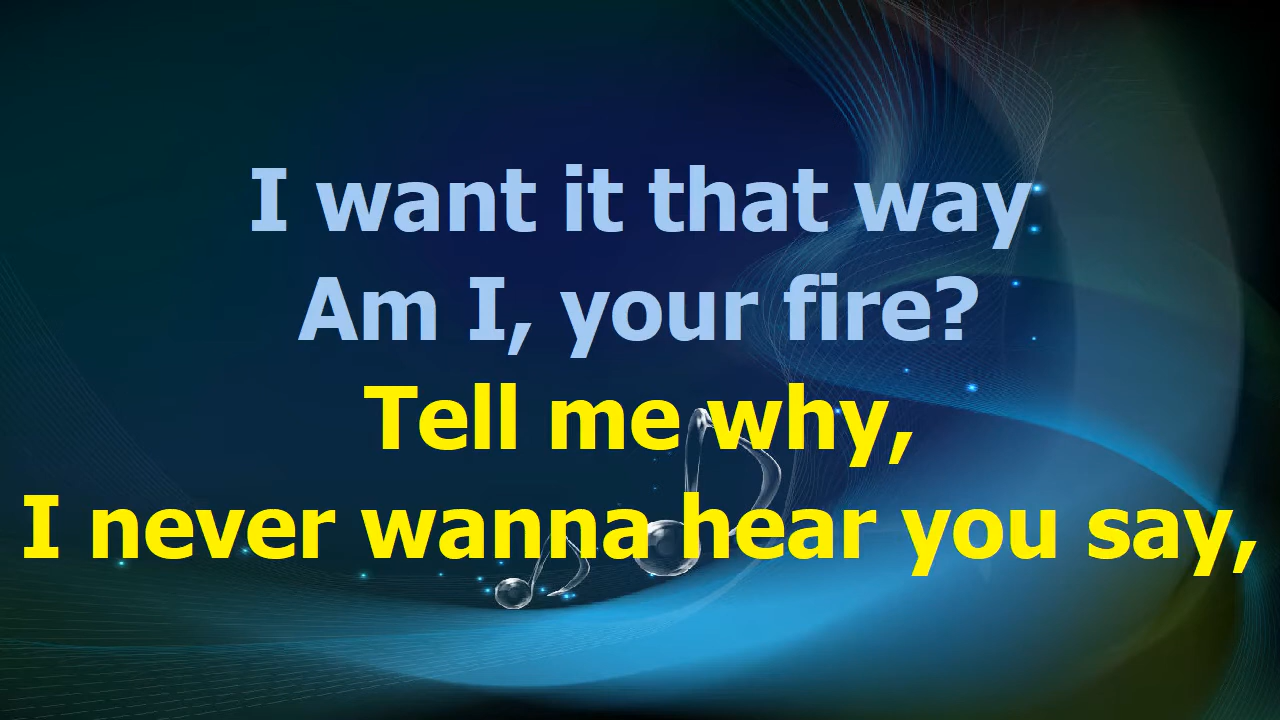 I want it that way
Am I, your fire?
Tell me why,
I never wanna hear you say,